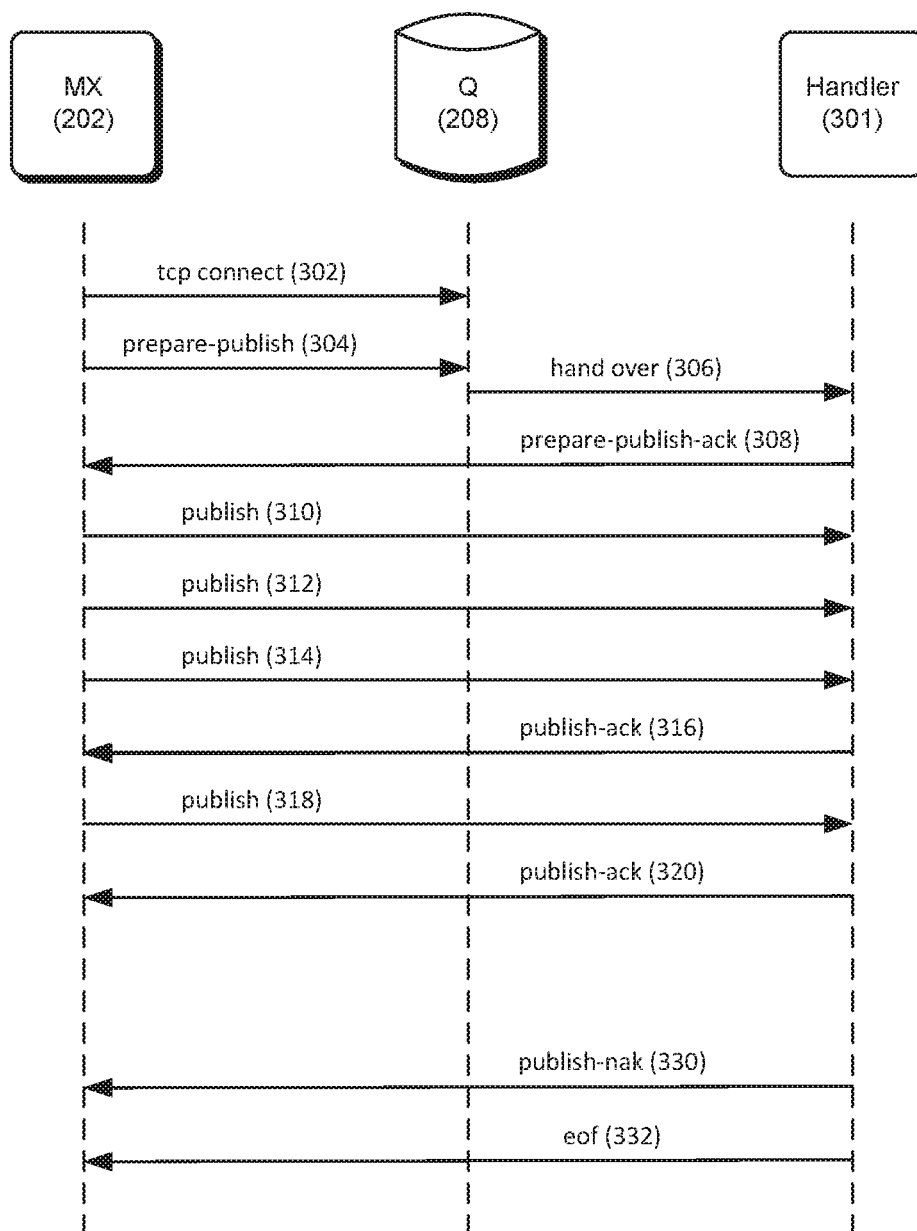 MX
(202)
Q
(208)
Handler
(301)
tcp connect (302)
prepare-publish (304)
hand over (306)
prepare-publish-ack (308)
publish (310)
publish (312)
publish (314)
publish-ack (316)
publish (318)
publish-ack (320)
publish-nak (330)
eof (332)